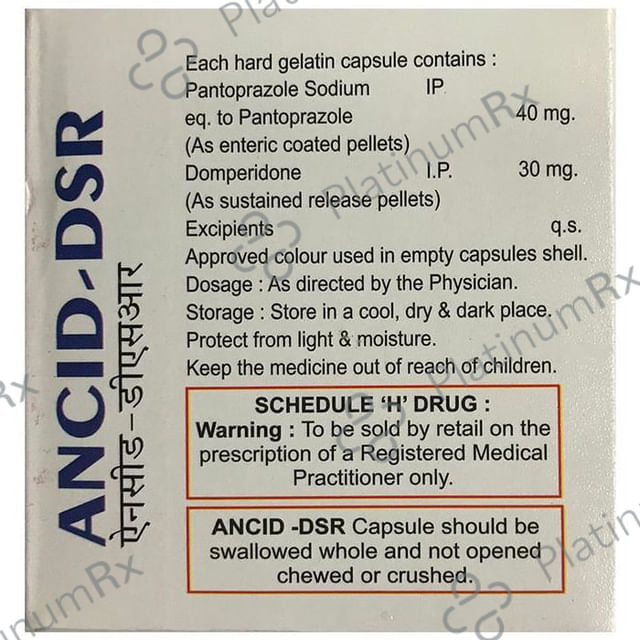 ANCID-DSR
ऐनसीड-डीएसआर
Each hard gelatin capsule contains :
Pantoprazole Sodium IP
eq. to Pantoprazole 40 mg.
(As enteric coated pellets)
Domperidone I.P. 30 mg.
(As sustained release pellets)
Excipients q.s.
Approved colour used in empty capsules shell.
Dosage : As directed by the Physician.
Storage : Store in a cool, dry & dark place.
Protect from light & moisture.
Keep the medicine out of reach of children.
SCHEDULE ‘H’ DRUG :
Warning : To be sold by retail on the
prescription of a Registered Medical
Practitioner only.
ANCID -DSR Capsule should be
swallowed whole and not opened
chewed or crushed.
PlatinumRx
PlatinumRx
PlatinumRx
Rx
inumRx
Platinu